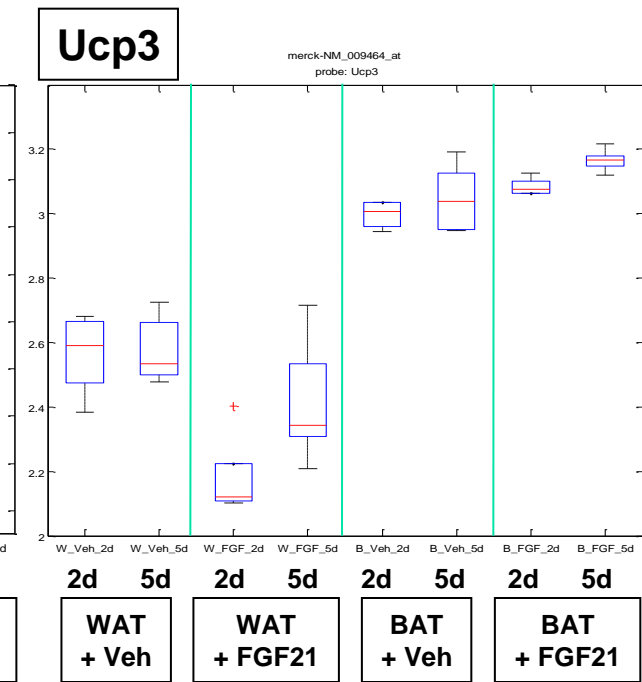 Ucp3
merck-NM_009464_at
probe: Ucp3
3.2
3
2.8
2.6
2.4
2.2
2
d W_Veh_2d W_Veh_5d W_FGF_2d W_FGF_5d B_Veh_2d B_Veh_5d B_FGF_2d B_FGF_5d
2d 5d 2d 5d 2d 5d 2d 5d
WAT
+ Veh
WAT
+ FGF21
BAT
+ Veh
BAT
+ FGF21